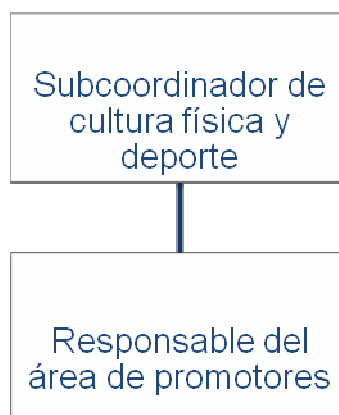 Subcoordinador de
cultura física y
deporte
Responsable del
área de promotores